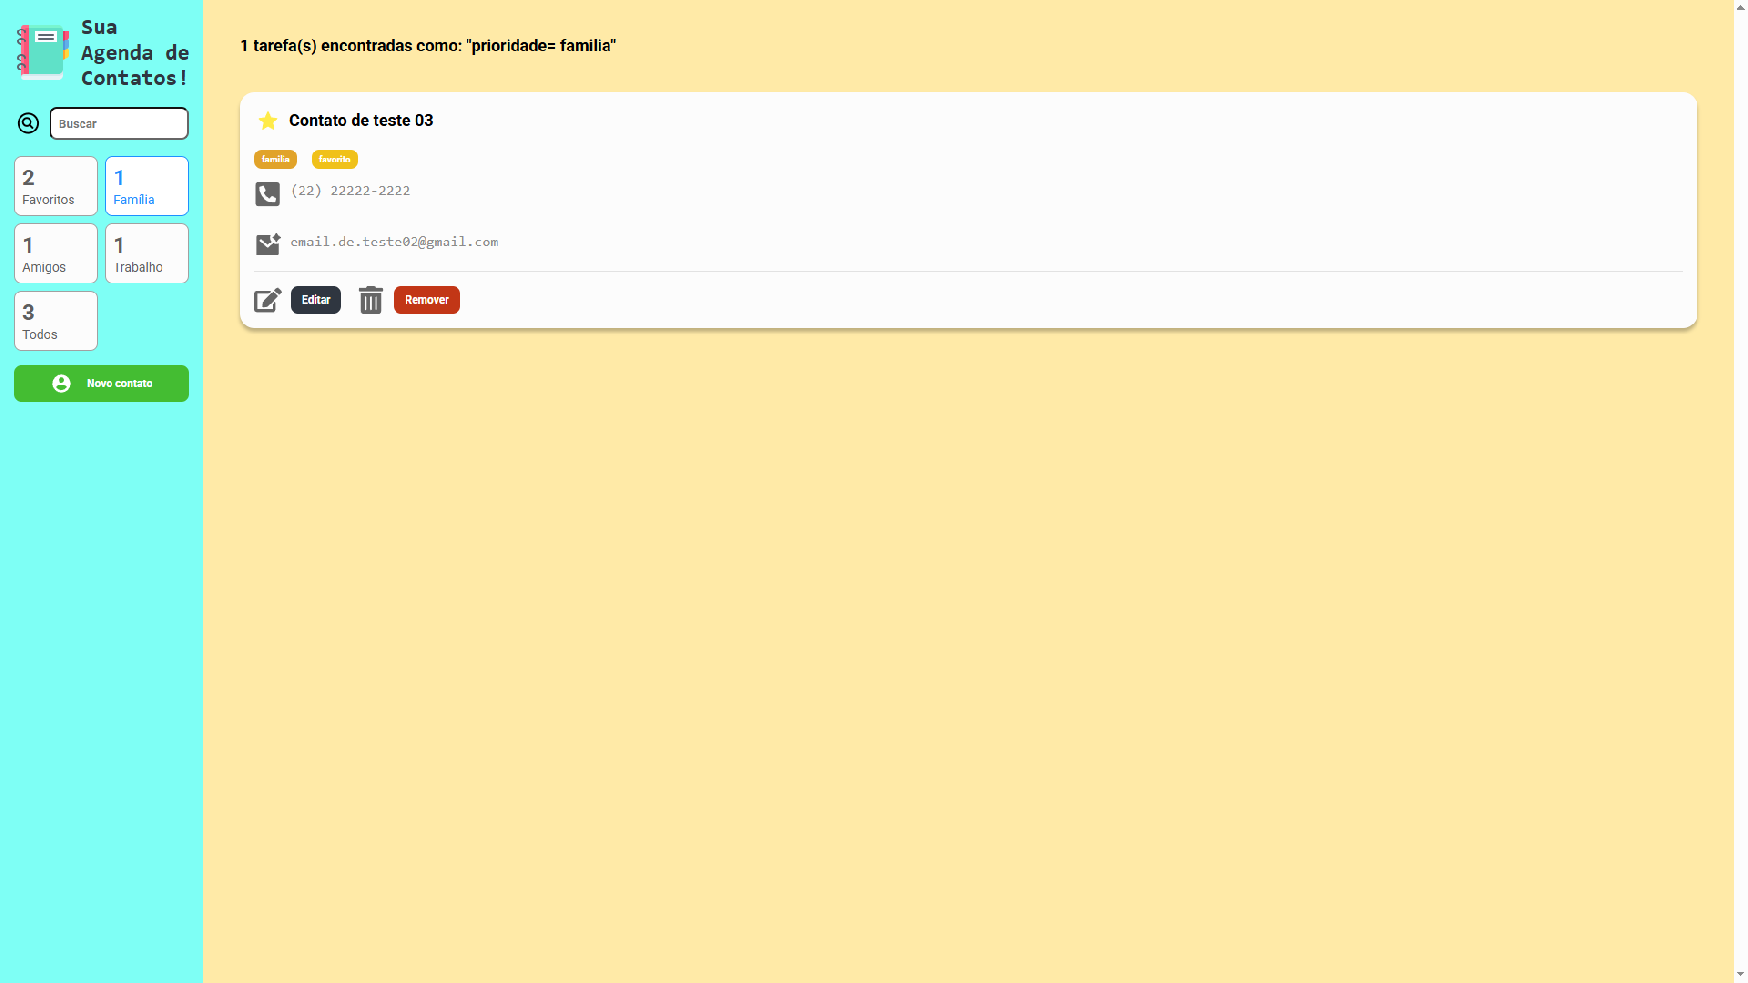 Sua
Agenda de
Contatos!
Buscar
2
Favoritos
1
Família
1
Amigos
1
Trabalho
3
Todos
Novo contato
1 tarefa(s) encontradas como: "prioridade= familia"
Contato de teste 03
familia favorito
(22) 22222-2222
email.de.teste02@gmail.com
Editar Remover